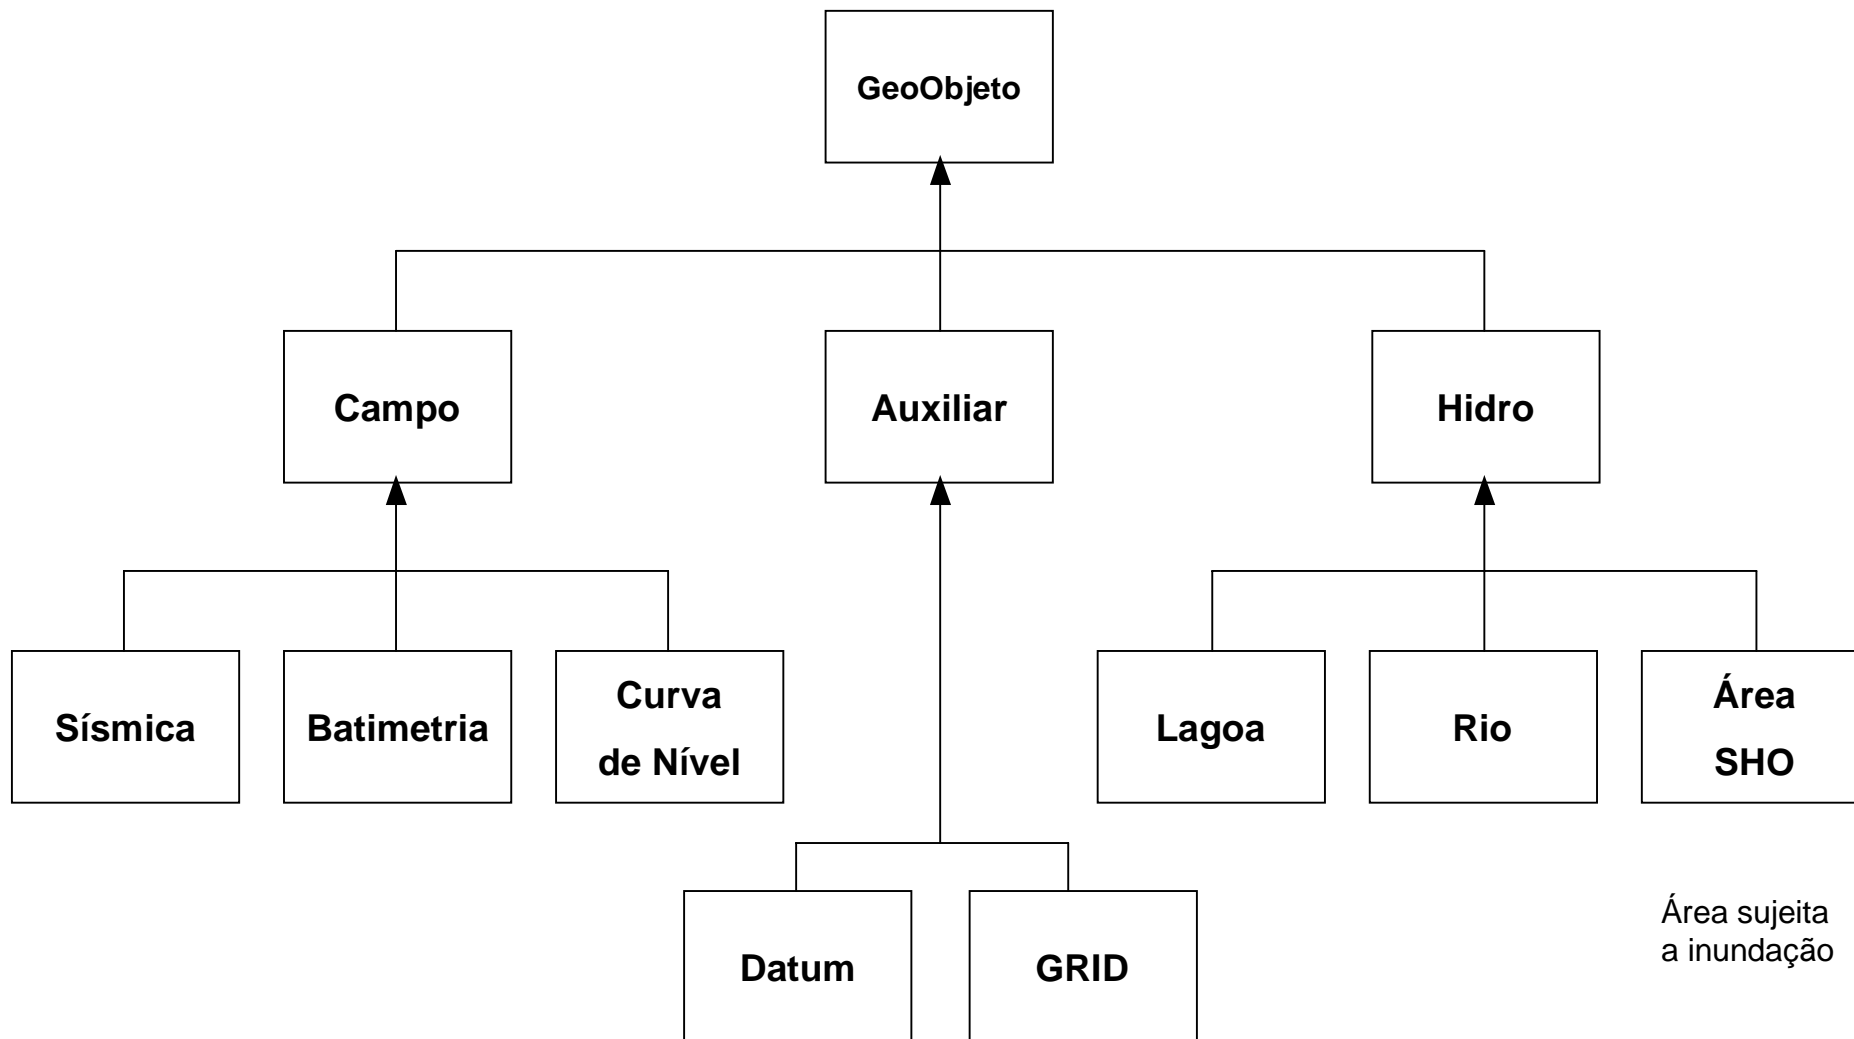 GeoObjeto
Campo
Auxiliar
Hidro
Sísmica
Batimetria
Curva
de Nível
Lagoa
Rio
Área
SHO
Datum
GRID
Área sujeita
a inundação